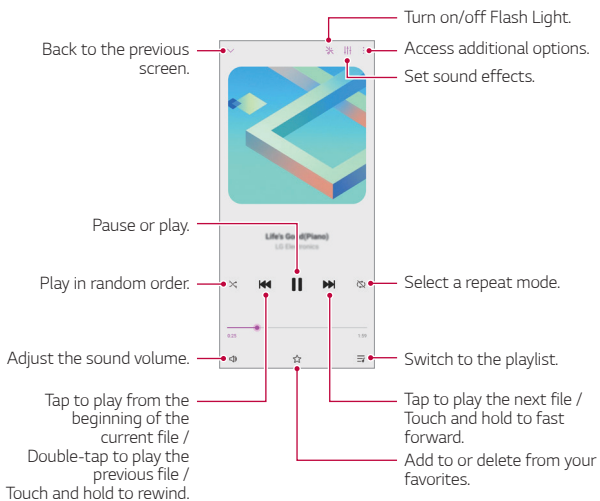 Turn on/off Flash Light.
Back to the previous
screen.
Access additional options.
Set sound effects.
Pause or play.
Life's Good(Piano)
LG Electronics
Play in random order.
Select a repeat mode.
0:25
1:59
Adjust the sound volume.
Switch to the playlist.
Tap to play from the
beginning of the
current file /
Double-tap to play the
previous file /
Touch and hold to rewind.
Tap to play the next file /
Touch and hold to fast
forward.
Add to or delete from your
favorites.